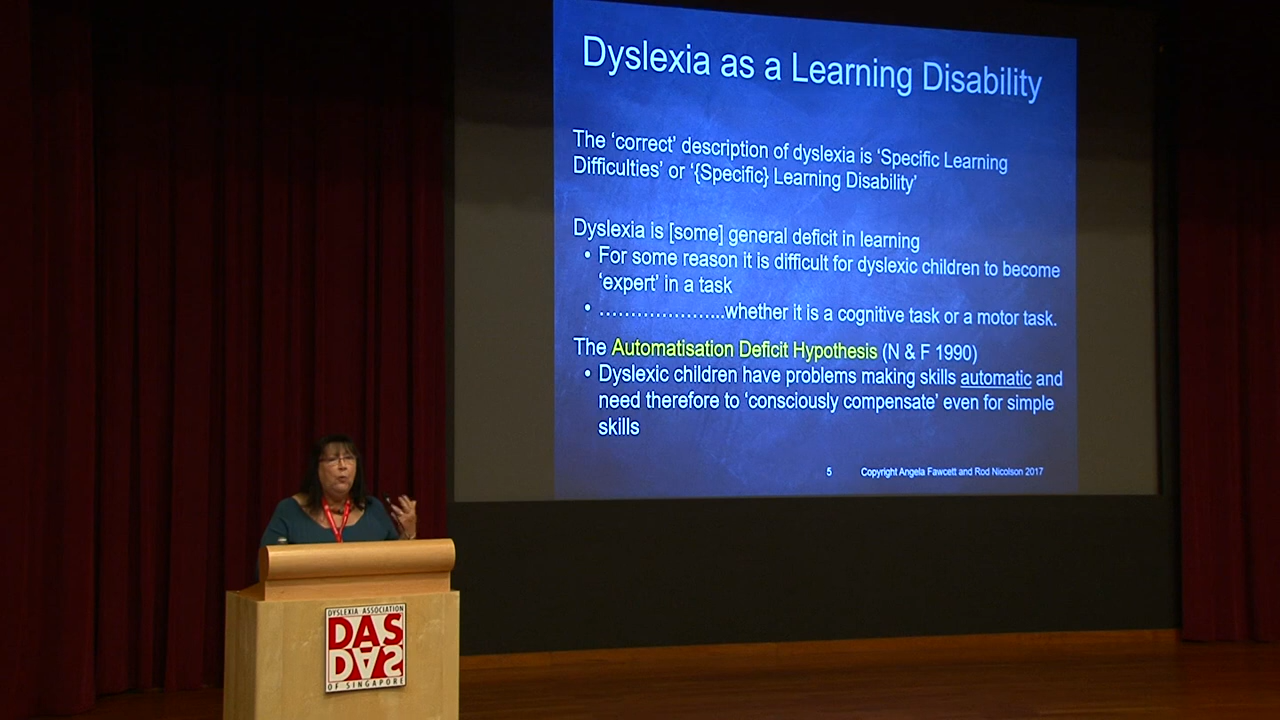 Dyslexia as a Learning Disability
The ‘correct’ description of dyslexia is ‘Specific Learning
Difficulties’ or ‘{Specific} Learning Disability’
Dyslexia is [some] general deficit in learning
• For some reason it is difficult for dyslexic children to become
‘expert’ in a task
• …………………...whether it is a cognitive task or a motor task.
The Automatisation Deficit Hypothesis (N & F 1990)
• Dyslexic children have problems making skills automatic and
need therefore to ‘consciously compensate’ even for simple
skills
5 Copyright Angela Fawcett and Rod Nicolson 2017
DYSLEXIA ASSOCIATION
DAS
DAS
OF SINGAPORE